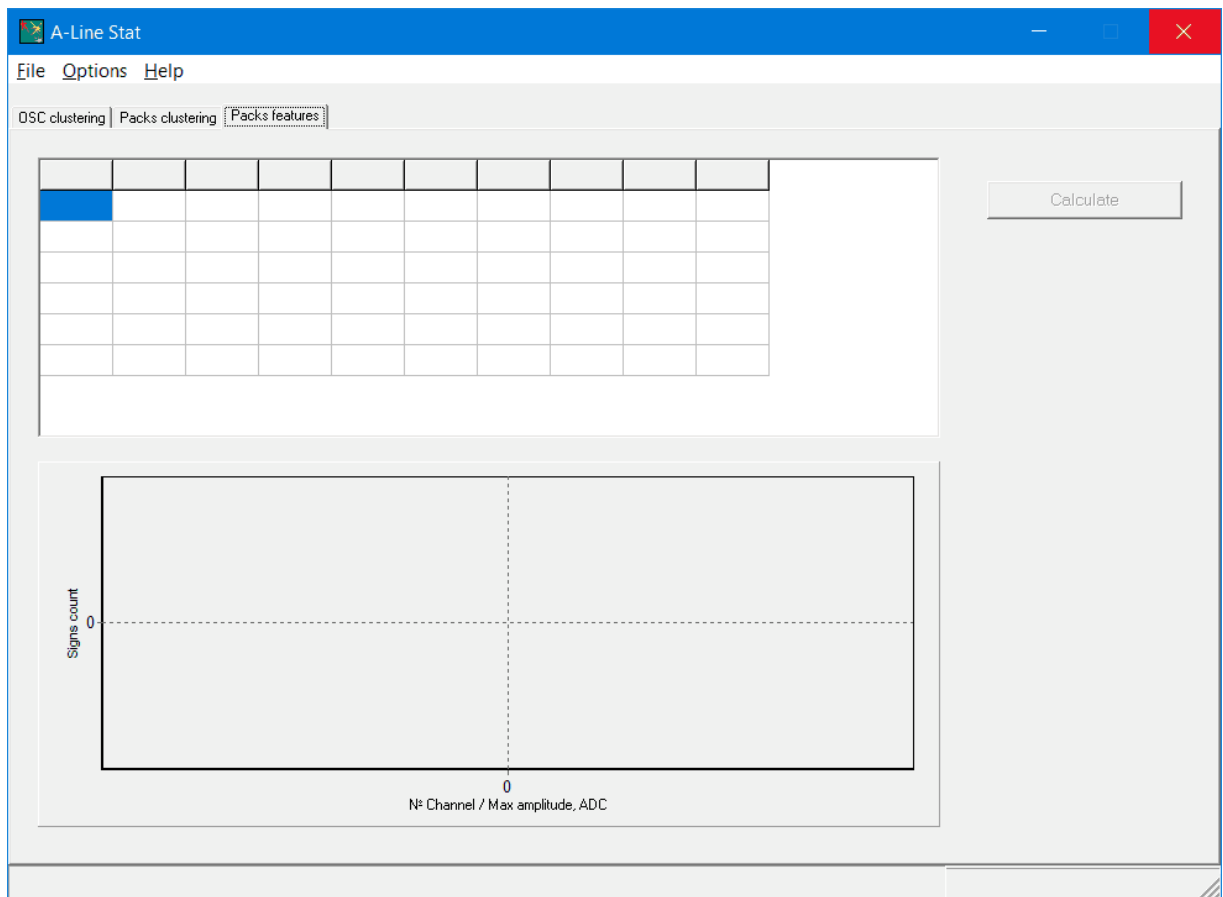 A-Line Stat
File Options Help
OSC clustering Packs clustering Packs features
Calculate
Signs count
0
0
№ Channel / Max amplitude, ADC